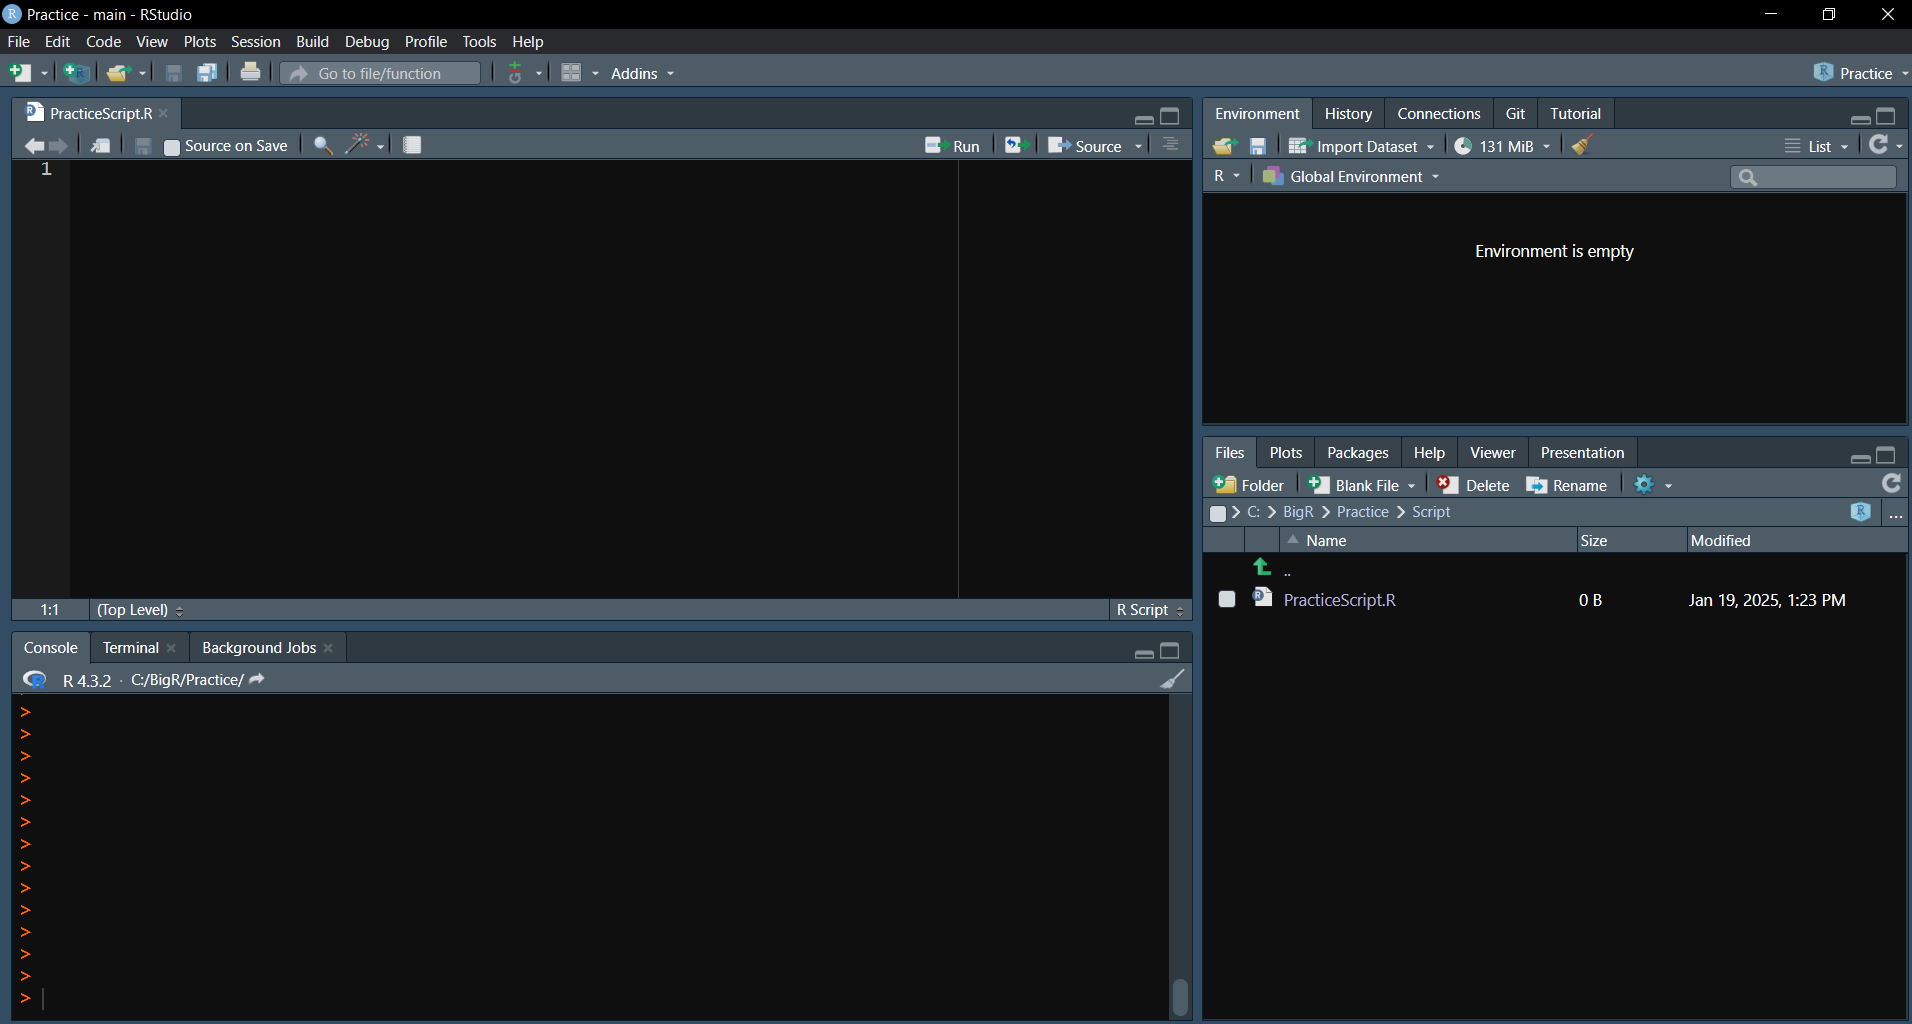 Practice - main - RStudio
File Edit Code View Plots Session Build Debug Profile Tools Help
Go to file/function Addins Practice
PracticeScript.R
Source on Save Run Source
1
1:1 (Top Level) R Script
Console Terminal Background Jobs
R 4.3.2 · C:/BigR/Practice/
>
>
>
>
>
>
>
>
>
>
>
>
>
>
Environment History Connections Git Tutorial
Import Dataset 131 MiB List
R Global Environment
Environment is empty
Files Plots Packages Help Viewer Presentation
Folder Blank File Delete Rename
C: BigR Practice Script ...
Name Size Modified
..
PracticeScript.R 0 B Jan 19, 2025, 1:23 PM